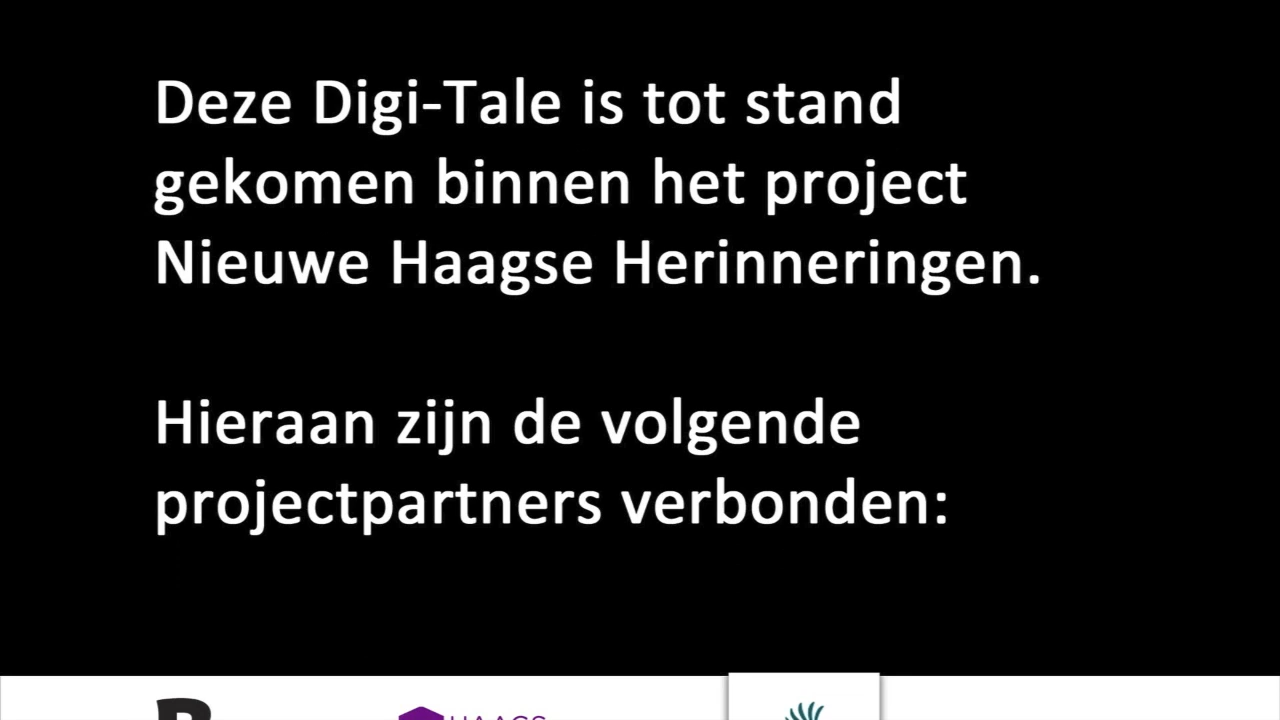 Deze Digi-Tale is tot stand
gekomen binnen het project
Nieuwe Haagse Herinneringen.
Hieraan zijn de volgende
projectpartners verbonden: